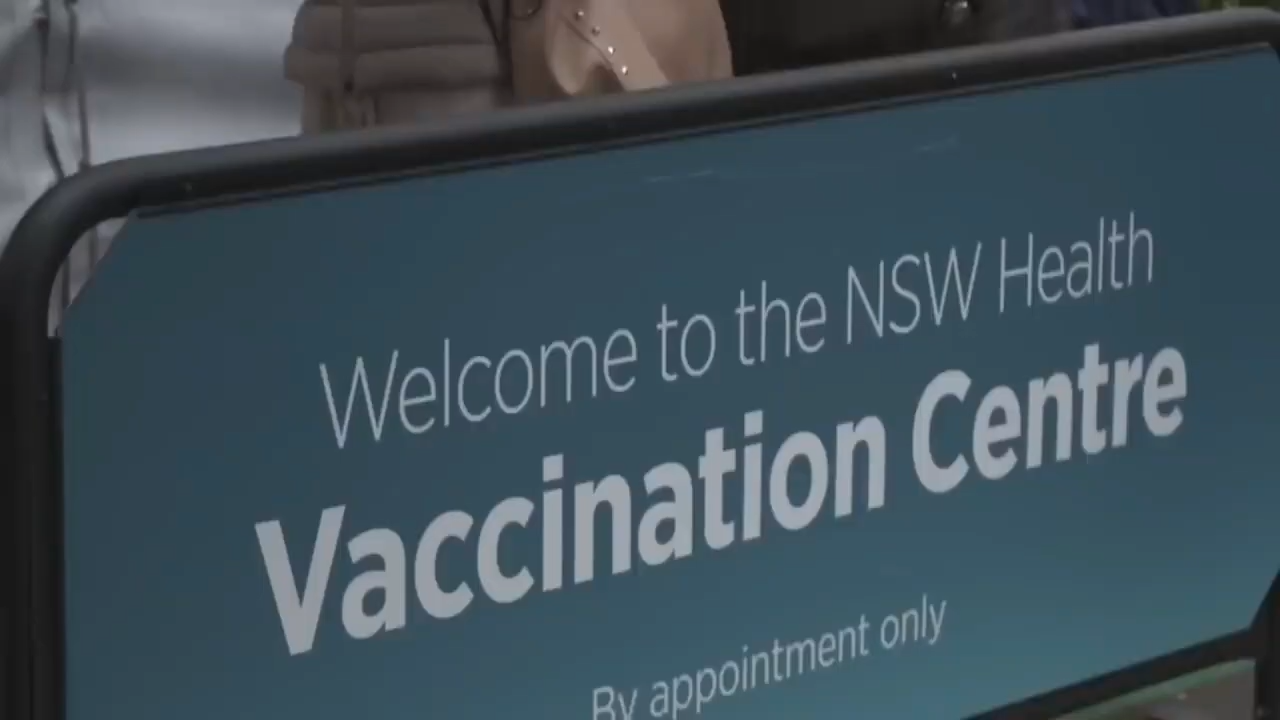 Welcome to the NSW Health
Vaccination Centre
By appointment only